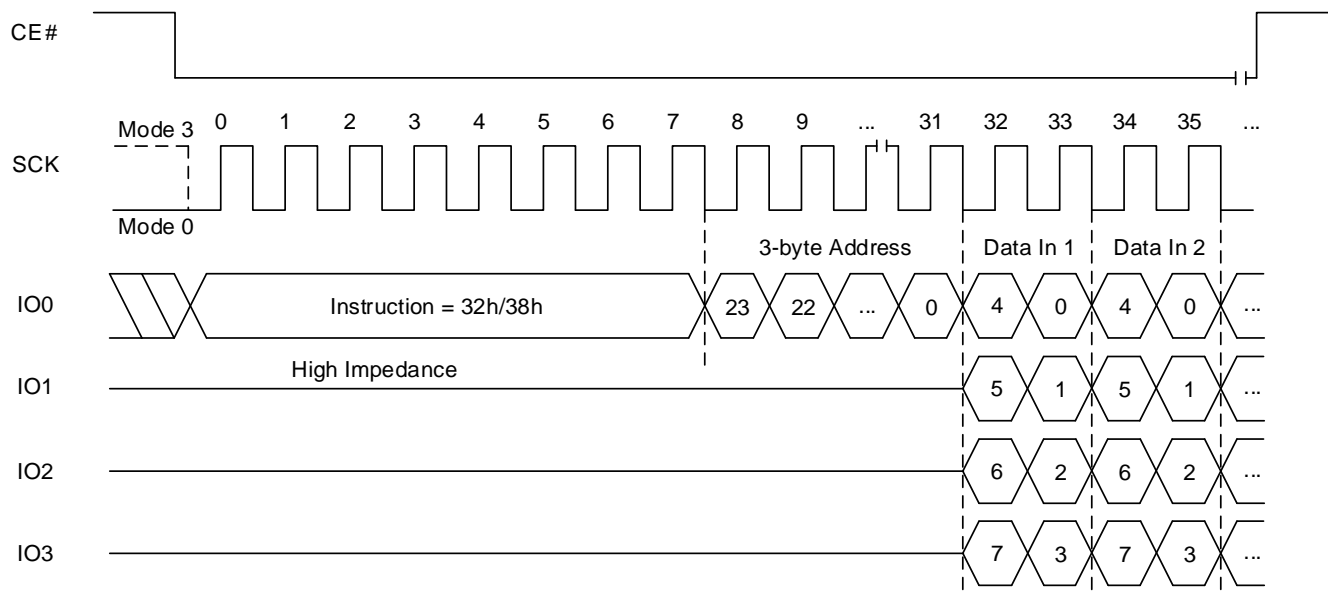 CE#
Mode 3 0 1 2 3 4 5 6 7 8 9 ... 31 32 33 34 35 ...
SCK
Mode 0
3-byte Address Data In 1 Data In 2
IO0 Instruction = 32h/38h 23 22 ... 0 4 0 4 0 ...
High Impedance
IO1 5 1 5 1 ...
IO2 6 2 6 2 ...
IO3 7 3 7 3 ...